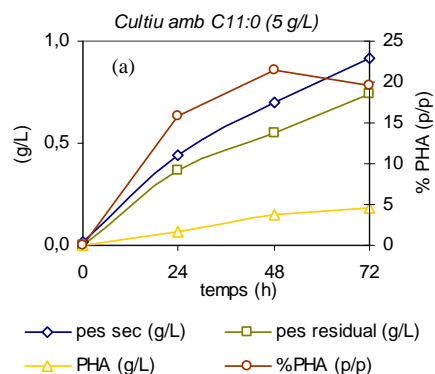 Cultiu amb C11:0 (5 g/L)
(a)
(g/L)
1,0
0,5
0,0
% PHA (p/p)
25
20
15
10
5
0
0 24 48 72
temps (h)
pes sec (g/L) pes residual (g/L)
PHA (g/L) %PHA (p/p)